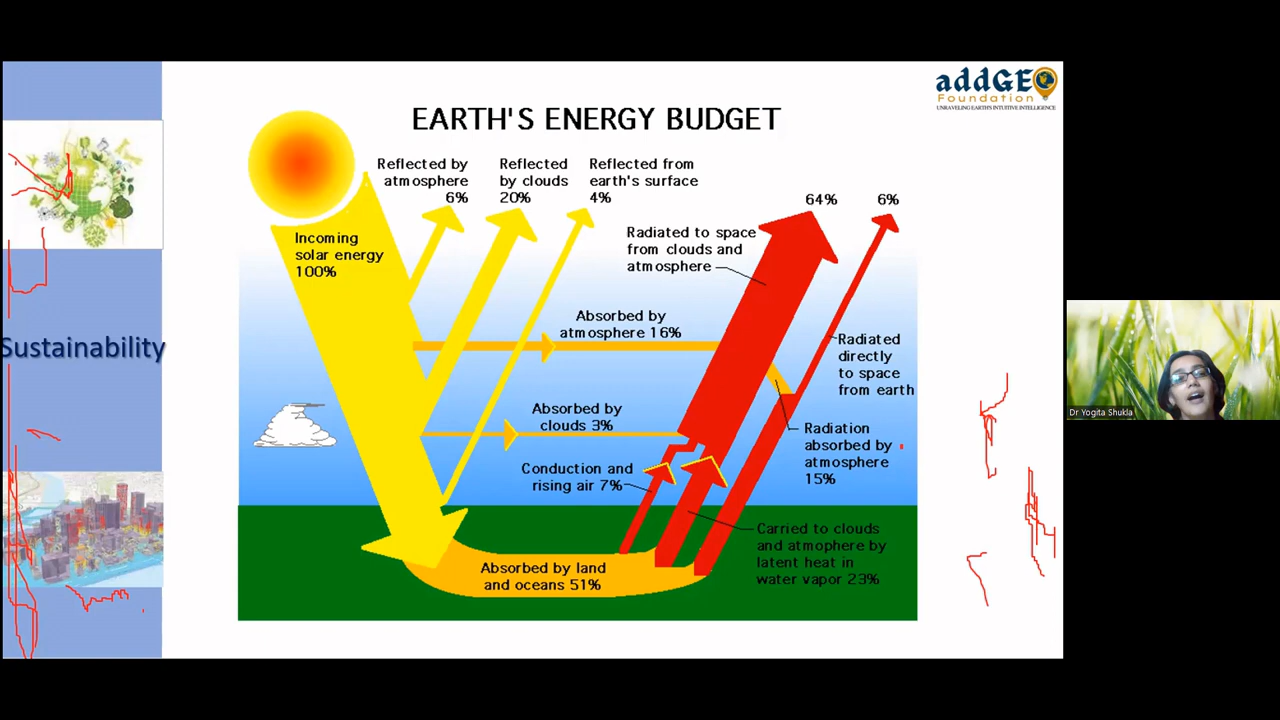 addGEO
Foundation
UNRAVELING EARTH'S INTUITIVE INTELLIGENCE
EARTH'S ENERGY BUDGET
Reflected by
atmosphere
6%
Reflected
by clouds
20%
Reflected from
earth's surface
4%
64%
6%
Incoming
solar energy
100%
Radiated to space
from clouds and
atmosphere
Absorbed by
atmosphere 16%
Radiated
directly
to space
from earth
Sustainability
Absorbed by
clouds 3%
Radiation
absorbed by
atmosphere
15%
Conduction and
rising air 7%
Carried to clouds
and atmophere by
latent heat in
water vapor 23%
Absorbed by land
and oceans 51%
Dr Yogita Shukla